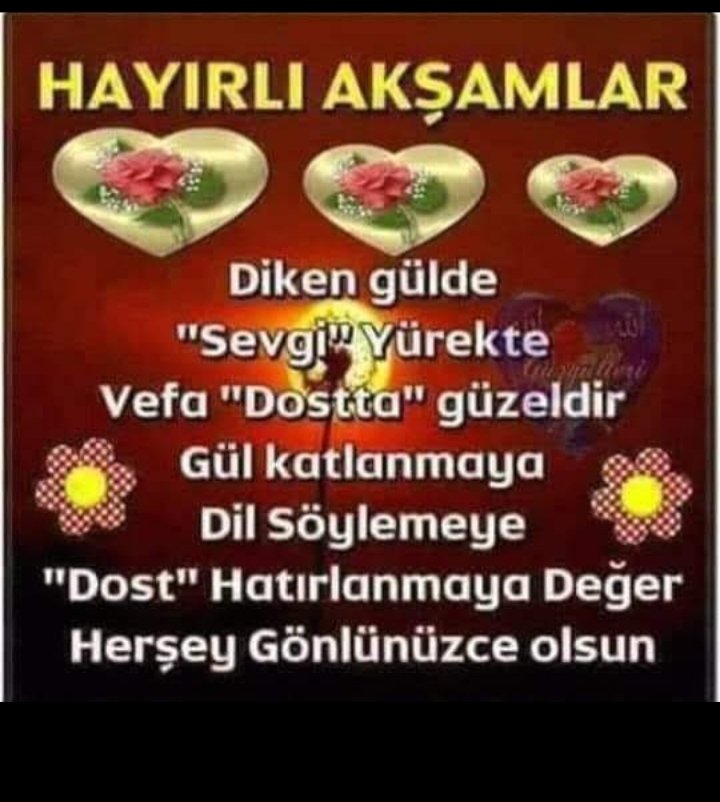 HAYIRLI AKŞAMLAR
Diken gülde
"Sevgi" Yürekte
Vefa "Dostta" güzeldir
Gül katlanmaya
Dil Söylemeye
"Dost" Hatırlanmaya Değer
Herşey Gönlünüzce olsun